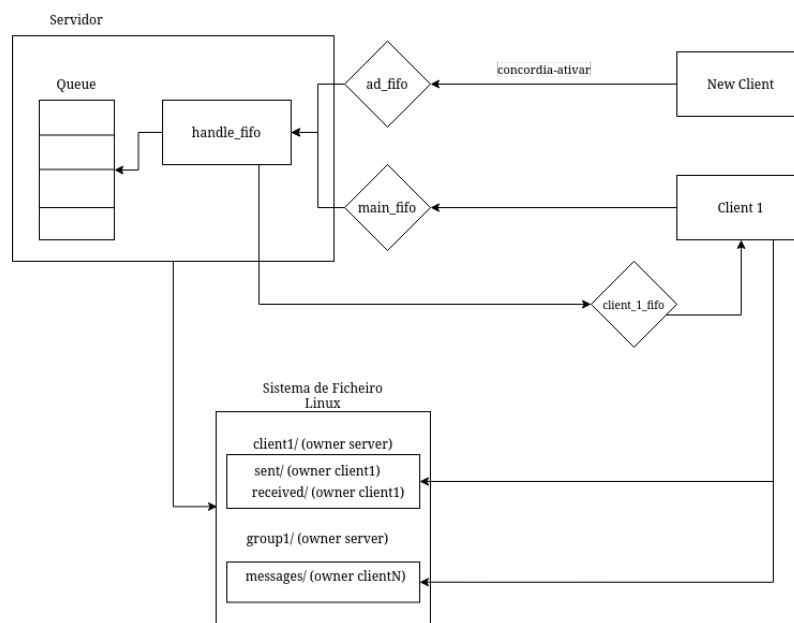 Servidor
Queue
handle_fifo
ad_fifo
concordia-ativar
New Client
main_fifo
Client 1
client_1_fifo
Sistema de Ficheiro
Linux
client1/ (owner server)
sent/ (owner client1)
received/ (owner client1)
group1/ (owner server)
messages/ (owner clientN)